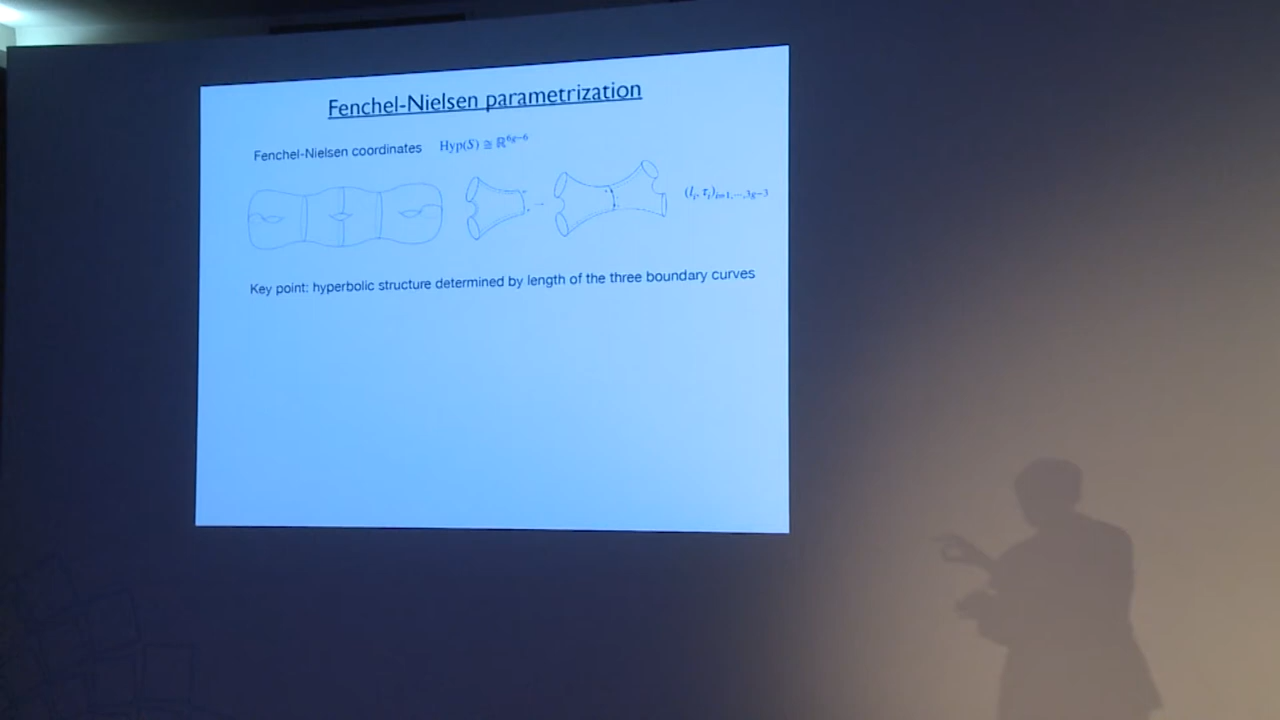 Fenchel-Nielsen parametrization
Fenchel-Nielsen coordinates Hyp(S) ≅ ℝ^{6g−6}
(l_i, τ_i)_{i=1,⋯,3g−3}
Key point: hyperbolic structure determined by length of the three boundary curves